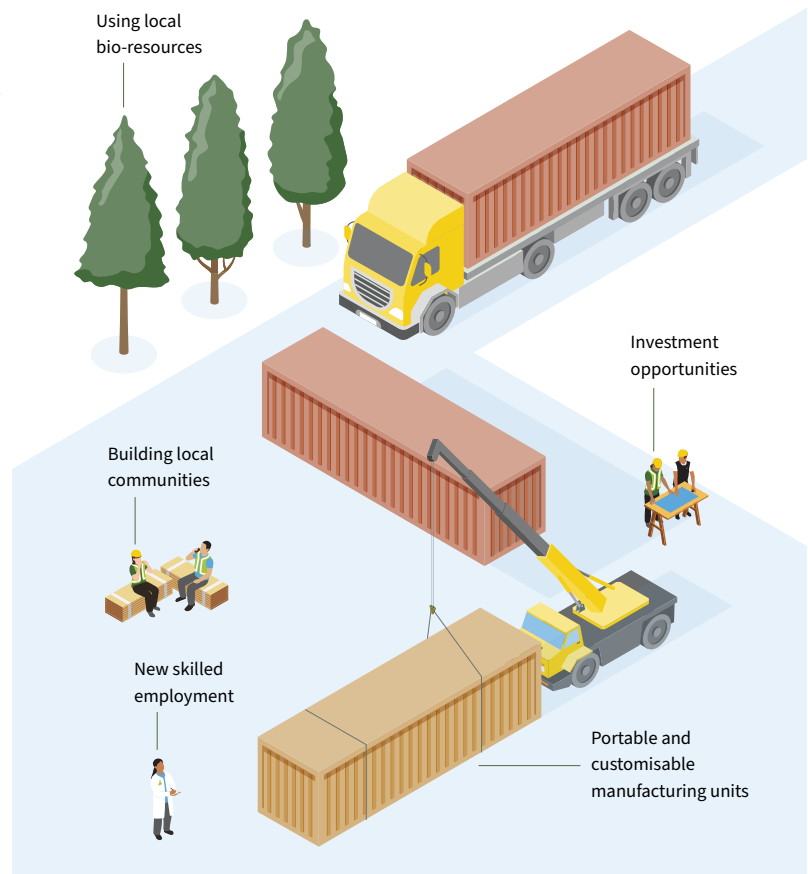 Using local
bio-resources
Investment
opportunities
Building local
communities
New skilled
employment
Portable and
customisable
manufacturing units